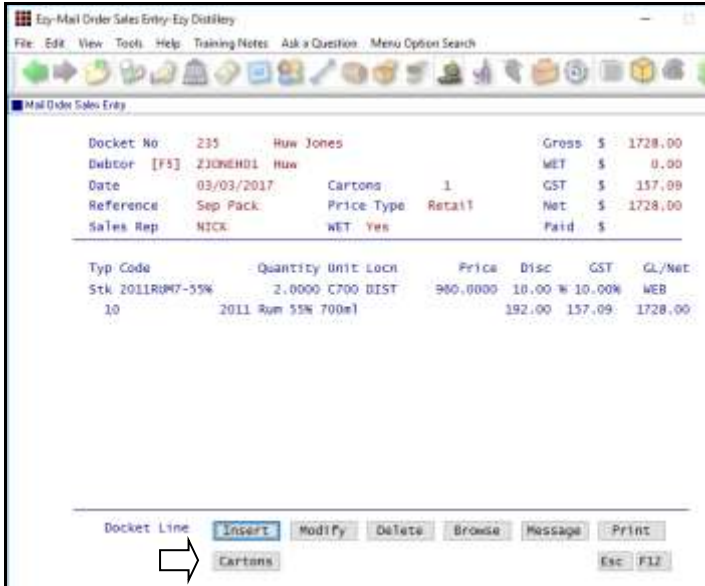 Ezy-Mail Order Sales Entry-Ezy Distillery
File Edit View Tools Help Training Notes Ask a Question Menu Option Search
Mail Order Sales Entry
Docket No 235 Huw Jones Gross $ 1728.00
Debtor [F5] ZJONEH01 Huw WET $ 0.00
Date 03/03/2017 Cartons 1 GST $ 157.09
Reference Sep Pack Price Type Retail Net $ 1728.00
Sales Rep NICK WET Yes Paid $
Typ Code Quantity Unit Locn Price Disc GST GL/Net
Stk 2011RUM7-55% 2.0000 C700 DIST 960.0000 10.00 % 10.00% WEB
10 2011 Rum 55% 700ml 192.00 157.09 1728.00
Docket Line Insert Modify Delete Browse Message Print
Cartons Esc F12